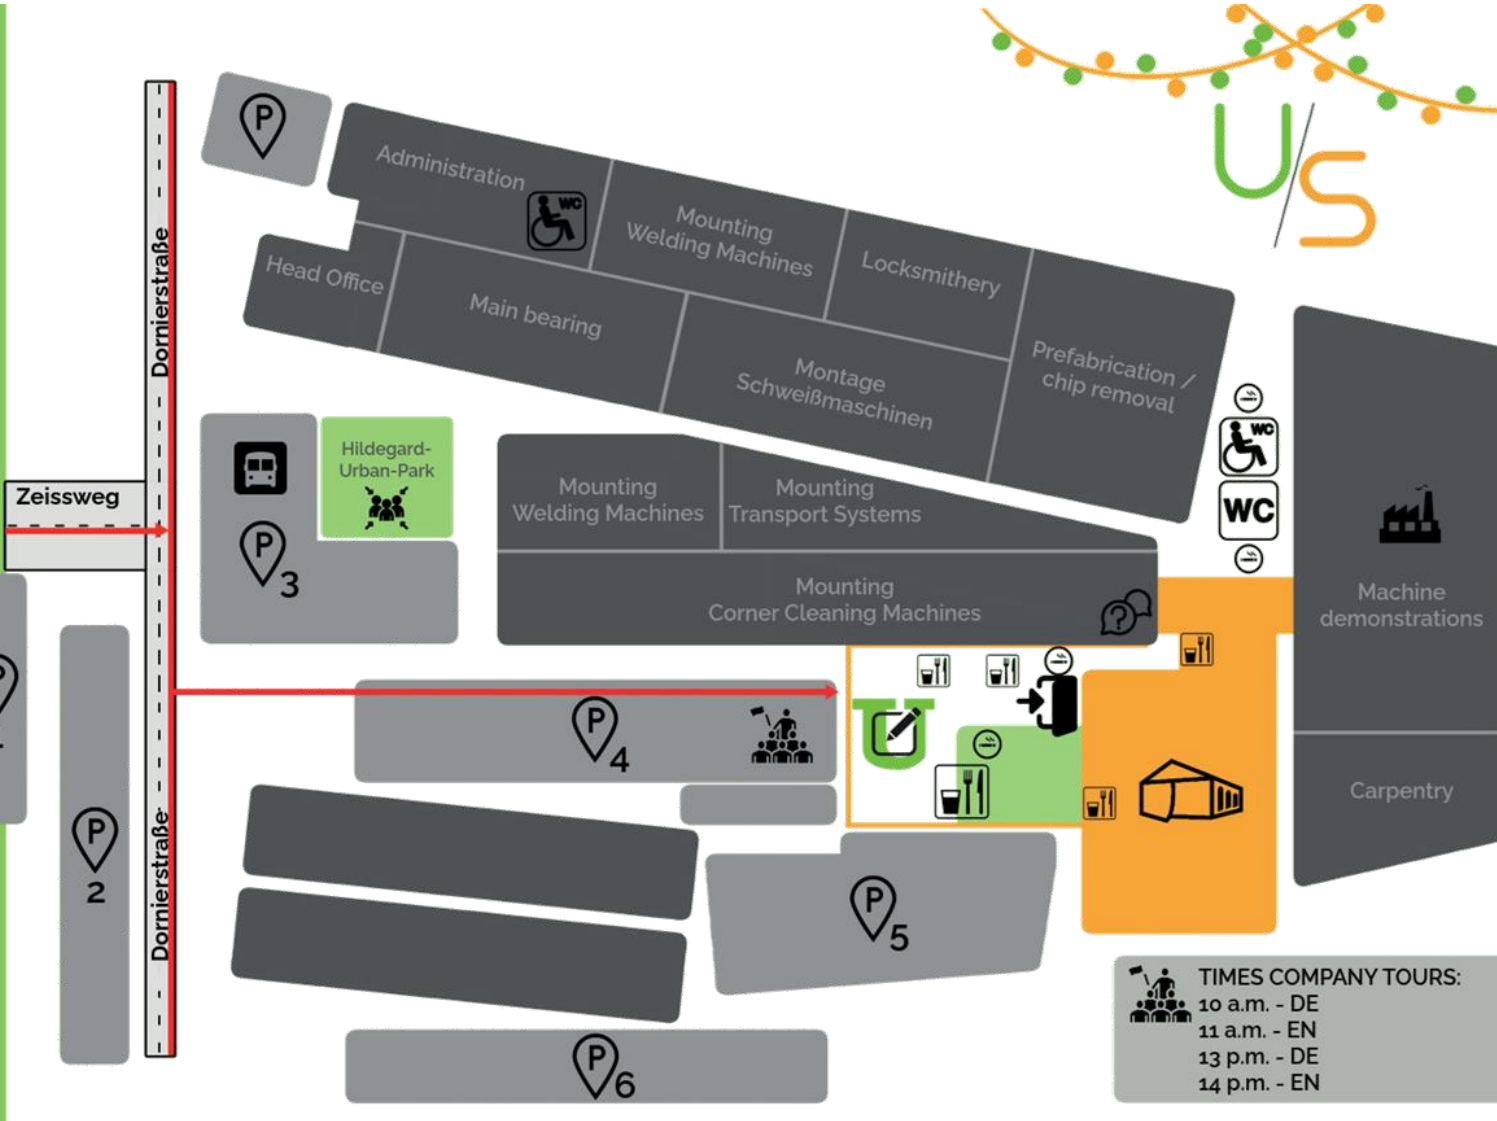 U/S
P
Administration
WC
Mounting
Welding Machines
Locksmithery
Head Office
Main bearing
Montage
Schweißmaschinen
Prefabrication /
chip removal
Dornierstraße
Zeissweg
P
3
Hildegard-
Urban-Park
Mounting
Welding Machines
Mounting
Transport Systems
Mounting
Corner Cleaning Machines
?
WC
WC
Machine
demonstrations
Carpentry
P
4
U
P
2
Dornierstraße
P
5
P
6
TIMES COMPANY TOURS:
10 a.m. - DE
11 a.m. - EN
13 p.m. - DE
14 p.m. - EN